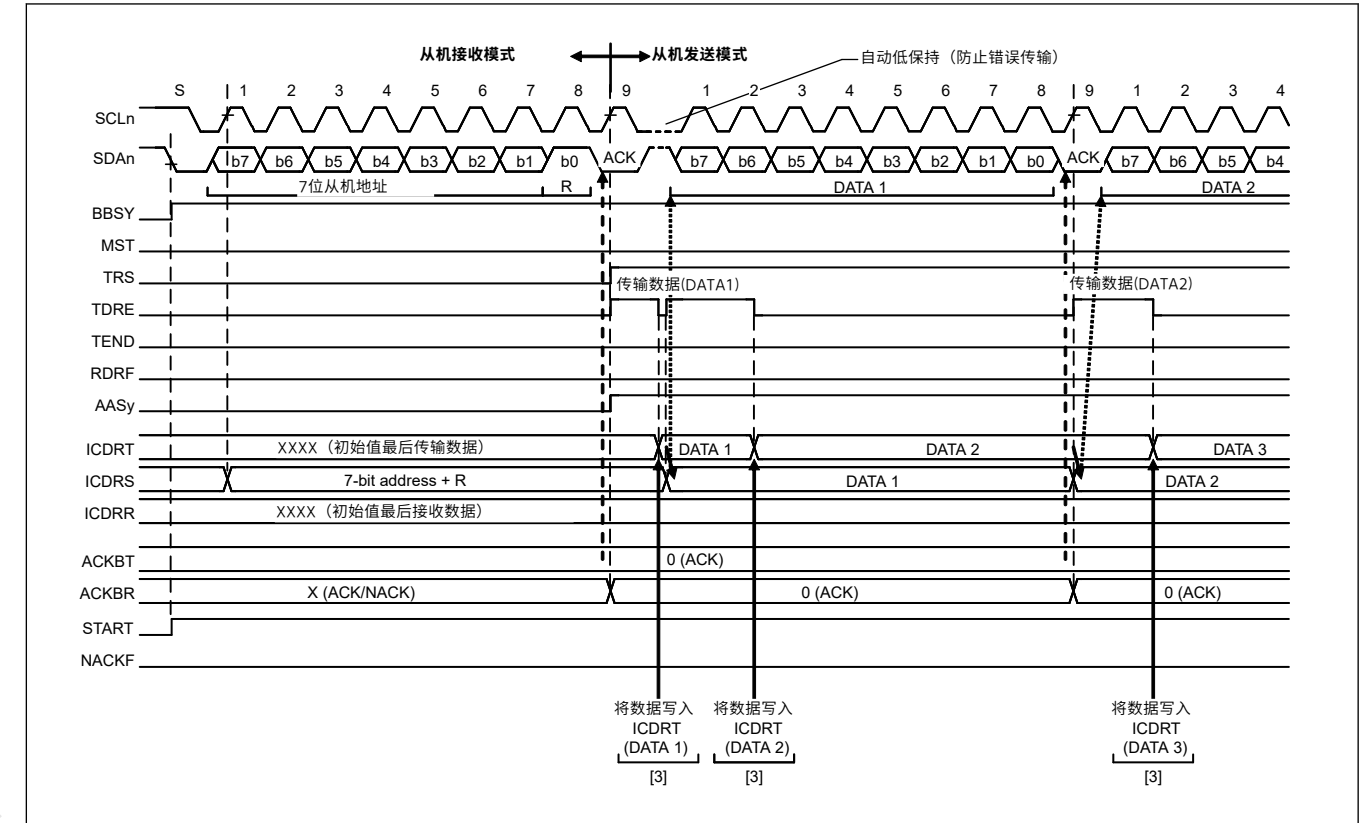 从机接收模式
从机发送模式
自动低保持（防止错误传输）
S 1 2 3 4 5 6 7 8 9 1 2 3 4 5 6 7 8 9 1 2 3 4
SCLn
SDAn b7 b6 b5 b4 b3 b2 b1 b0 ACK b7 b6 b5 b4 b3 b2 b1 b0 ACK b7 b6 b5 b4
7位从机地址 R DATA 1 DATA 2
BBSY
MST
TRS
传输数据(DATA1) 传输数据(DATA2)
TDRE
TEND
RDRF
AASy
ICDRT XXXX（初始值最后传输数据） DATA 1 DATA 2 DATA 3
ICDRS 7-bit address + R DATA 1 DATA 2
ICDRR XXXX（初始值最后接收数据）
ACKBT 0 (ACK)
ACKBR X (ACK/NACK) 0 (ACK) 0 (ACK)
START
NACKF
将数据写入
ICDRT
(DATA 1)
[3]
将数据写入
ICDRT
(DATA 2)
[3]
将数据写入
ICDRT
(DATA 3)
[3]